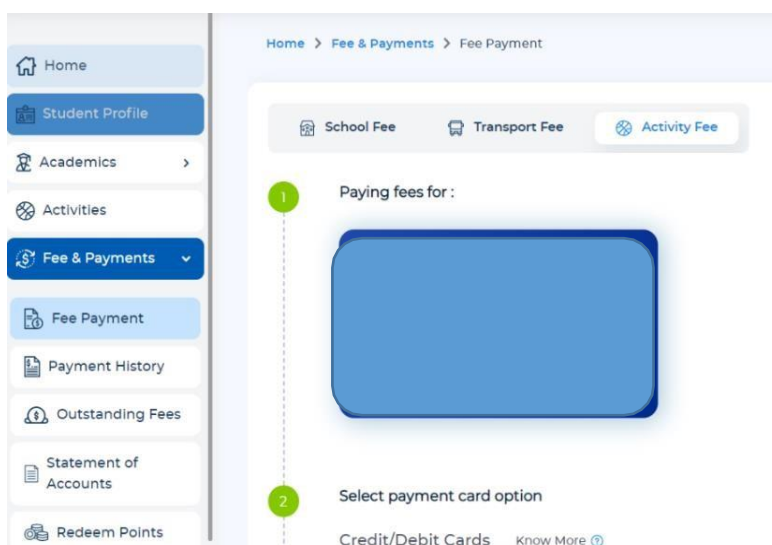 Home > Fee & Payments > Fee Payment
Home
Student Profile
Academics >
Activities
Fee & Payments
Fee Payment
Payment History
Outstanding Fees
Statement of
Accounts
Redeem Points
School Fee Transport Fee Activity Fee
1 Paying fees for :
2 Select payment card option
Credit/Debit Cards Know More ?